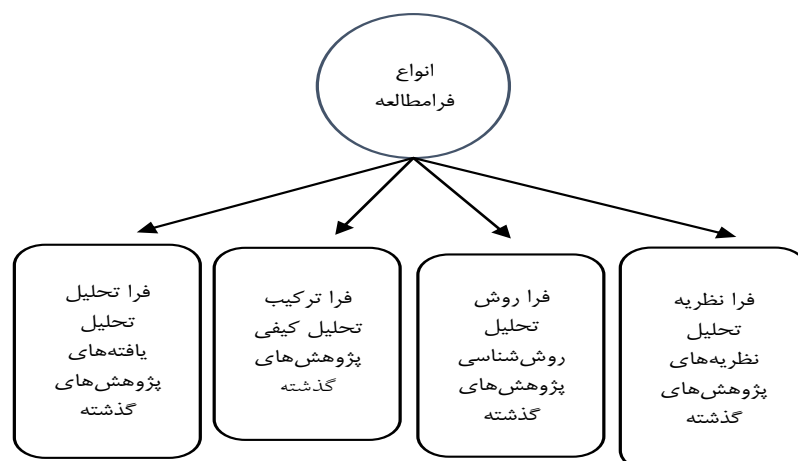 انواع
فرامطالعه
فرا نظریه
تحلیل
نظریه‌های
پژوهش‌های
گذشته
فرا روش
تحلیل
روش‌شناسی
پژوهش‌های
گذشته
فرا ترکیب
تحلیل کیفی
پژوهش‌های
گذشته
فرا تحلیل
تحلیل
یافته‌های
پژوهش‌های
گذشته